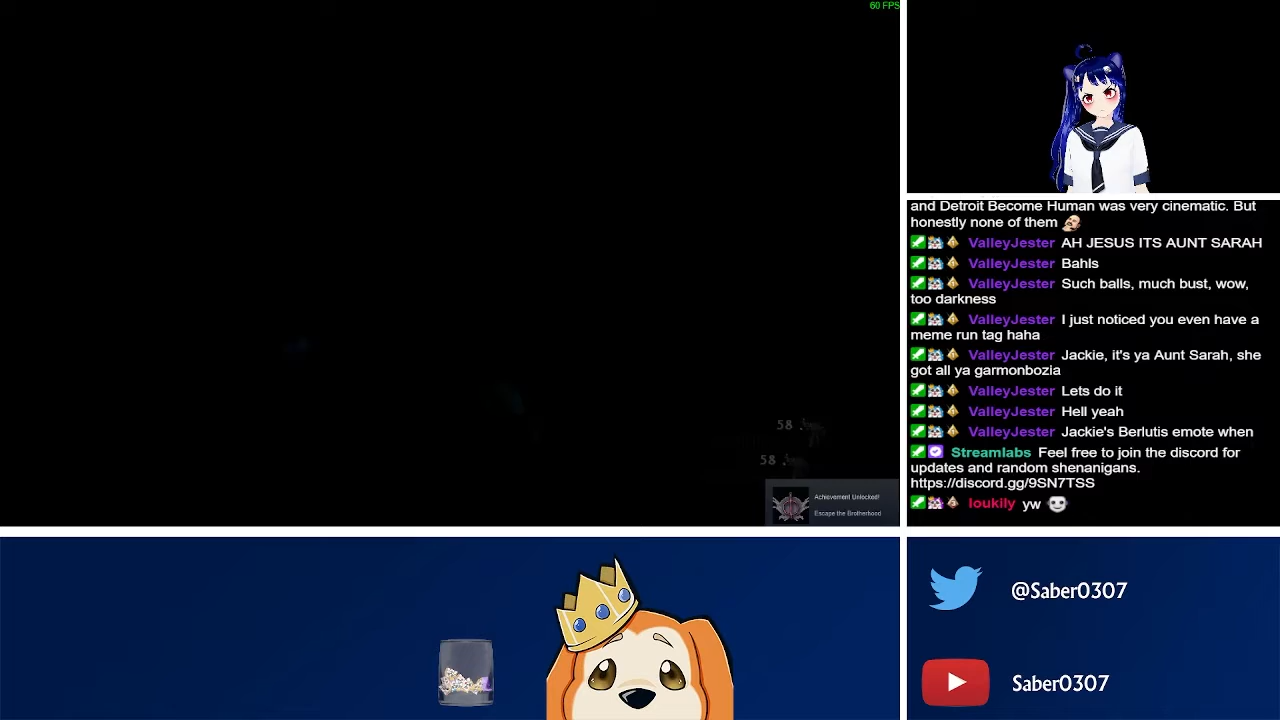 60 FPS
58
58
Achievement Unlocked!
Escape the Brotherhood
and Detroit Become Human was very cinematic. But
honestly none of them
ValleyJester AH JESUS ITS AUNT SARAH
ValleyJester Bahls
ValleyJester Such balls, much bust, wow,
too darkness
ValleyJester I just noticed you even have a
meme run tag haha
ValleyJester Jackie, it's ya Aunt Sarah, she
got all ya garmonbozia
ValleyJester Lets do it
ValleyJester Hell yeah
ValleyJester Jackie's Berlutis emote when
Streamlabs Feel free to join the discord for
updates and random shenanigans.
https://discord.gg/9SN7TSS
loukily yw
@Saber0307
Saber0307